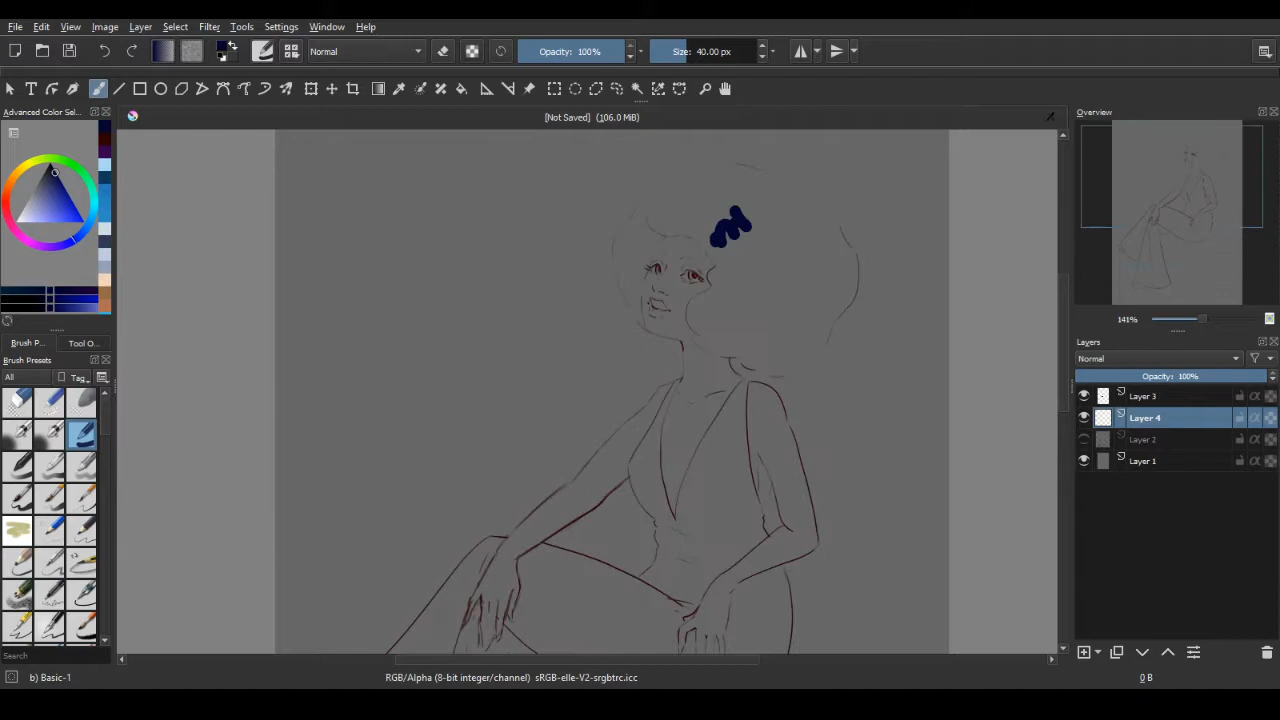 File Edit View Image Layer Select Filter Tools Settings Window Help
Normal Opacity: 100% Size: 40.00 px
Advanced Color Sel...
[Not Saved] (106.0 MiB)
Overview
141%
Brush P... Tool O...
Brush Presets
All Tag
Layers
Normal
Opacity: 100%
Layer 3
Layer 4
Layer 2
Layer 1
Search
b) Basic-1 RGB/Alpha (8-bit integer/channel) sRGB-elle-V2-srgbtrc.icc 0 B